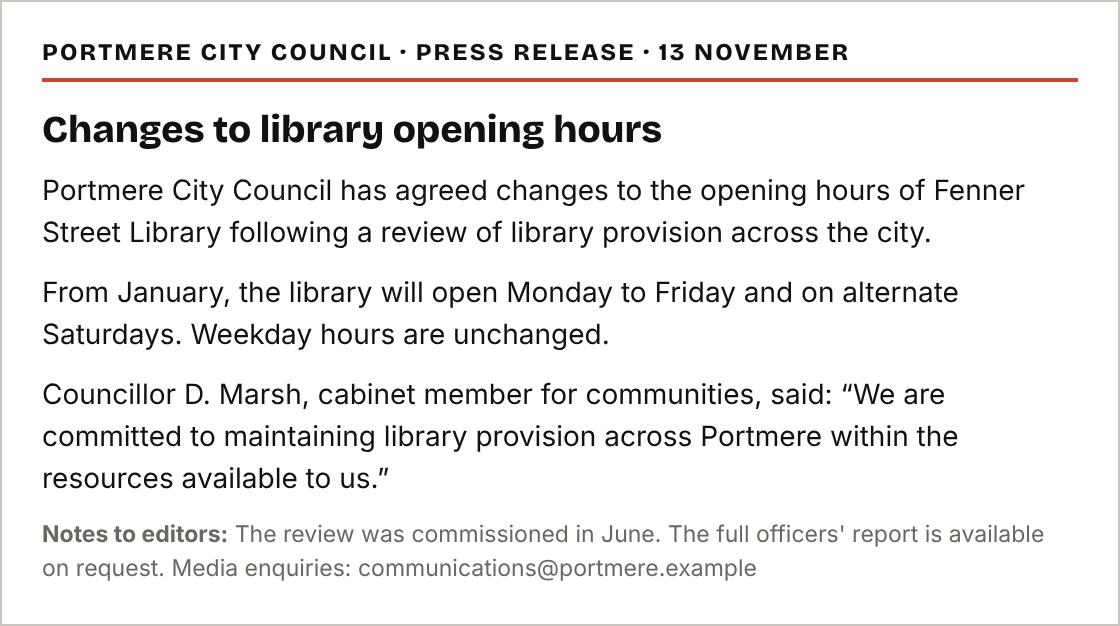 PORTMERE CITY COUNCIL · PRESS RELEASE · 13 NOVEMBER
Changes to library opening hours
Portmere City Council has agreed changes to the opening hours of Fenner
Street Library following a review of library provision across the city.
From January, the library will open Monday to Friday and on alternate
Saturdays. Weekday hours are unchanged.
Councillor D. Marsh, cabinet member for communities, said: “We are
committed to maintaining library provision across Portmere within the
resources available to us.”
Notes to editors: The review was commissioned in June. The full officers' report is available
on request. Media enquiries: communications@portmere.example